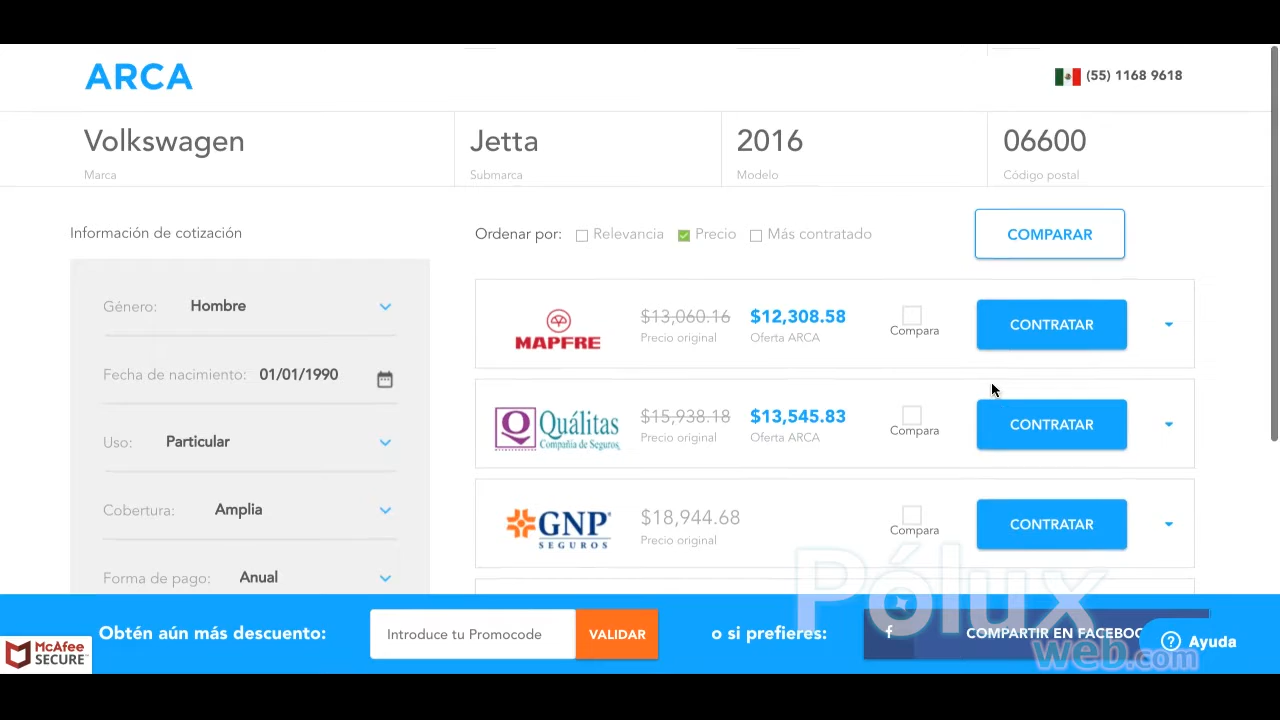 ARCA
(55) 1168 9618
Volkswagen Jetta 2016 06600
Marca Submarca Modelo Código postal
Información de cotización
Ordenar por: Relevancia Precio Más contratado
COMPARAR
Género: Hombre
Fecha de nacimiento: 01/01/1990
Uso: Particular
Cobertura: Amplia
Forma de pago: Anual
MAPFRE
$13,060.16 $12,308.58
Precio original Oferta ARCA
Compara
CONTRATAR
Quálitas
Compañía de Seguros
$15,938.18 $13,545.83
Precio original Oferta ARCA
Compara
CONTRATAR
GNP
SEGUROS
$18,944.68
Precio original
Compara
CONTRATAR
Obtén aún más descuento:
Introduce tu Promocode
VALIDAR
o si prefieres:
COMPARTIR EN FACEBOO
Ayuda
McAfee
SECURE
Pólux
web.com